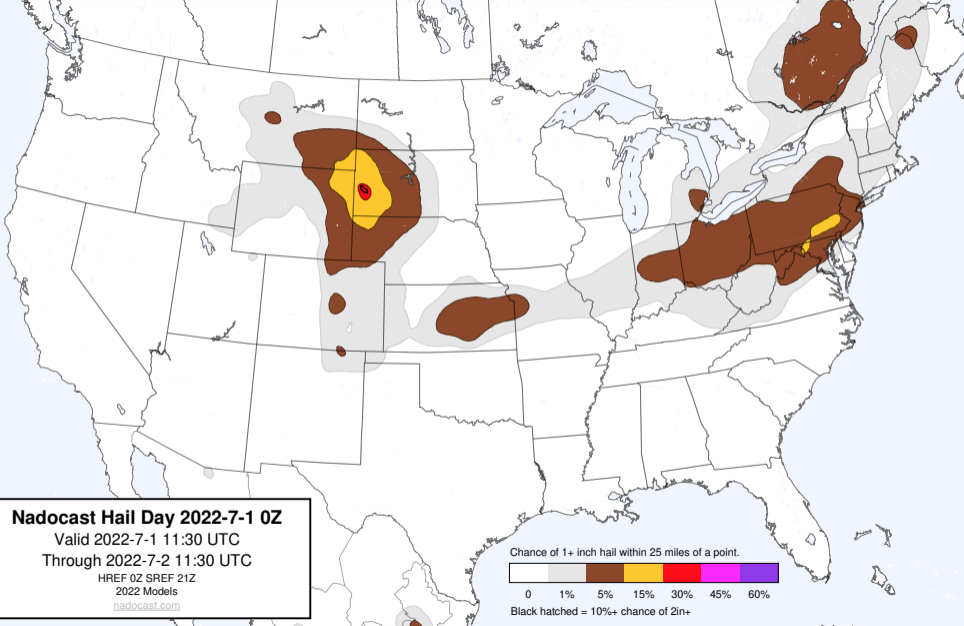 Nadocast Hail Day 2022-7-1 0Z
Valid 2022-7-1 11:30 UTC
Through 2022-7-2 11:30 UTC
HREF 0Z SREF 21Z
2022 Models
nadocast.com
Chance of 1+ inch hail within 25 miles of a point.
0 1% 5% 15% 30% 45% 60%
Black hatched = 10%+ chance of 2in+